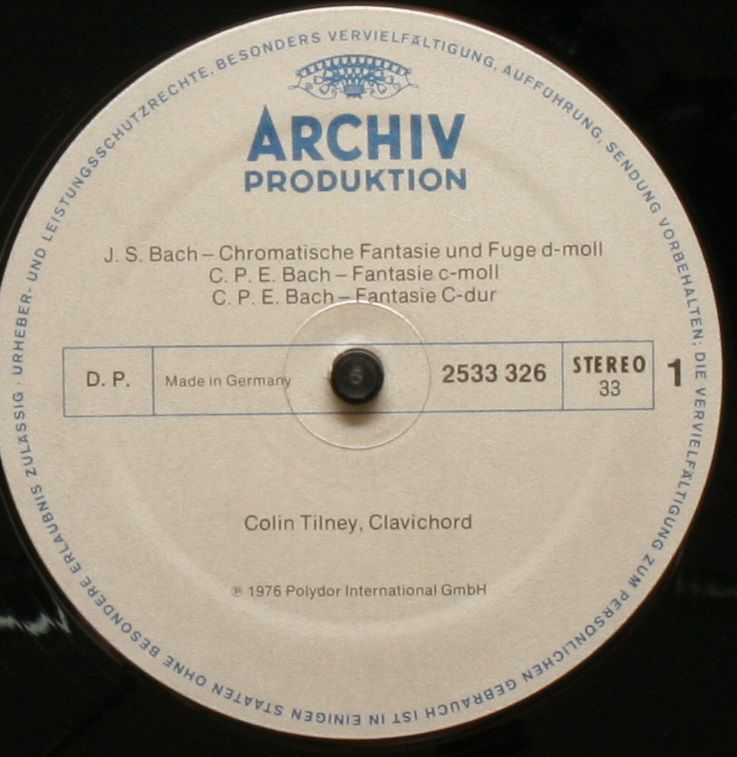 URHEBER- UND LEISTUNGSSCHUTZRECHTE, BESONDERS VERVIELFÄLTIGUNG, AUFFÜHRUNG, SENDUNG VORBEHALTEN; DIE VERVIELFÄLTIGUNG ZUM PERSÖNLICHEN GEBRAUCH IST IN EINIGEN STAATEN OHNE BESONDERE ERLAUBNIS ZULÄSSIG ·
ARCHIV
PRODUKTION
J. S. Bach – Chromatische Fantasie und Fuge d-moll
C. P. E. Bach – Fantasie c-moll
C. P. E. Bach – Fantasie C-dur
D. P. Made in Germany 2533 326 STEREO 33 1
Colin Tilney, Clavichord
℗ 1976 Polydor International GmbH